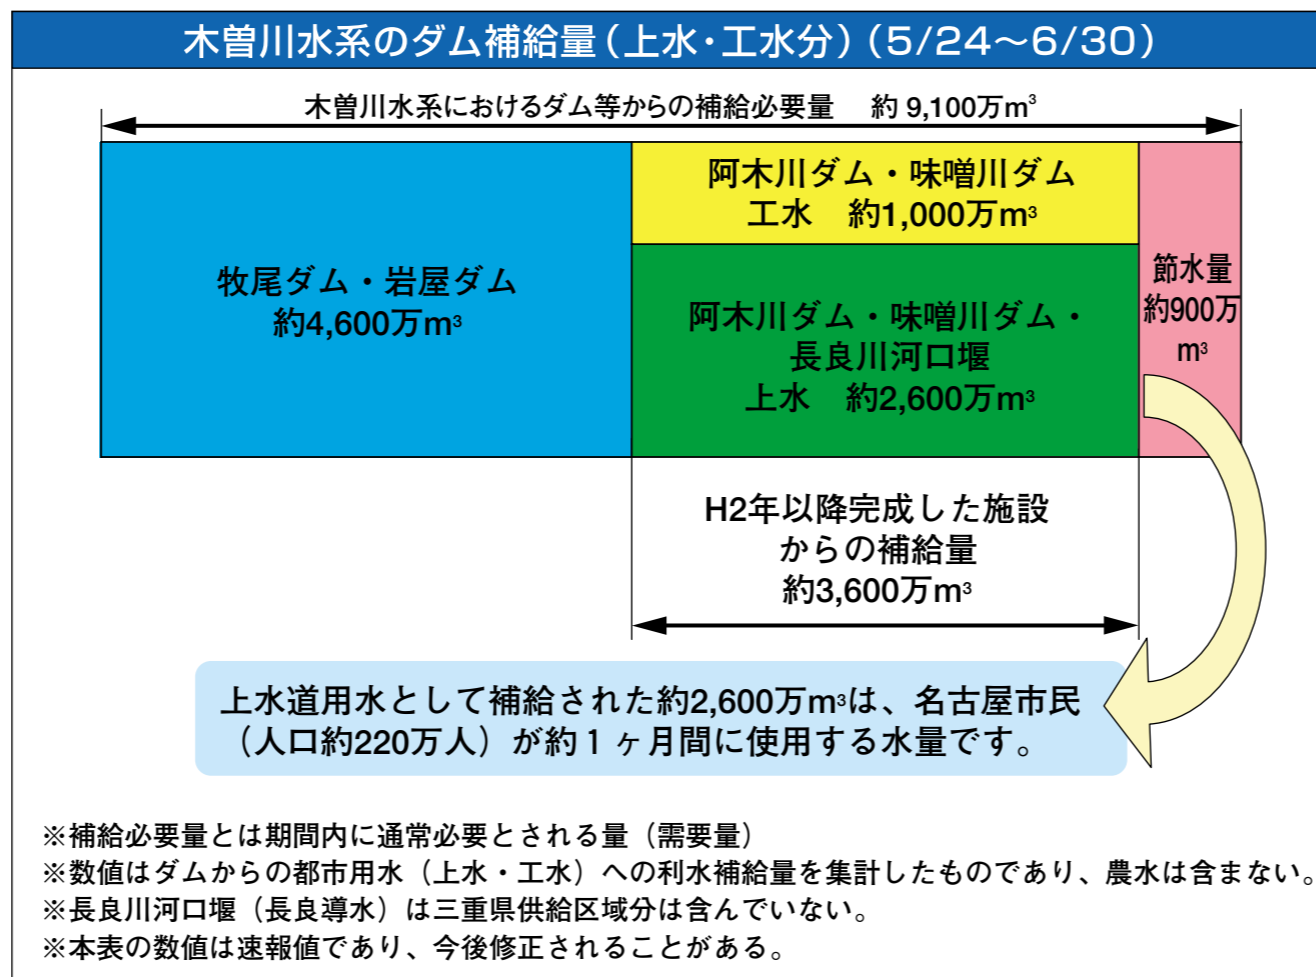 木曽川水系のダム補給量(上水・工水分)(5/24～6/30)
木曽川水系におけるダム等からの補給必要量　約 9,100万m³
牧尾ダム・岩屋ダム
約4,600万m³
阿木川ダム・味噌川ダム
工水　約1,000万m³
阿木川ダム・味噌川ダム・
長良川河口堰
上水　約2,600万m³
節水量
約900万
m³
H2年以降完成した施設
からの補給量
約3,600万m³
上水道用水として補給された約2,600万m³は、名古屋市民
（人口約220万人）が約１ヶ月間に使用する水量です。
※補給必要量とは期間内に通常必要とされる量（需要量）
※数値はダムからの都市用水（上水・工水）への利水補給量を集計したものであり、農水は含まない。
※長良川河口堰（長良導水）は三重県供給区域分は含んでいない。
※本表の数値は速報値であり、今後修正されることがある。